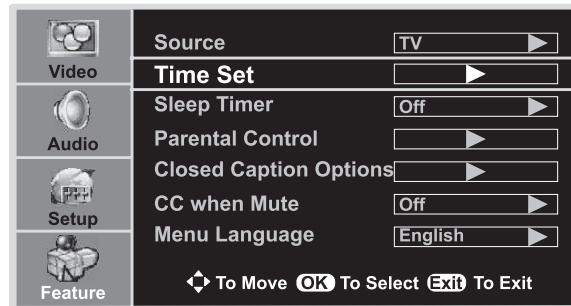 Video
Audio
Setup
Feature
Source TV
Time Set
Sleep Timer Off
Parental Control
Closed Caption Options
CC when Mute Off
Menu Language English
To Move OK To Select Exit To Exit